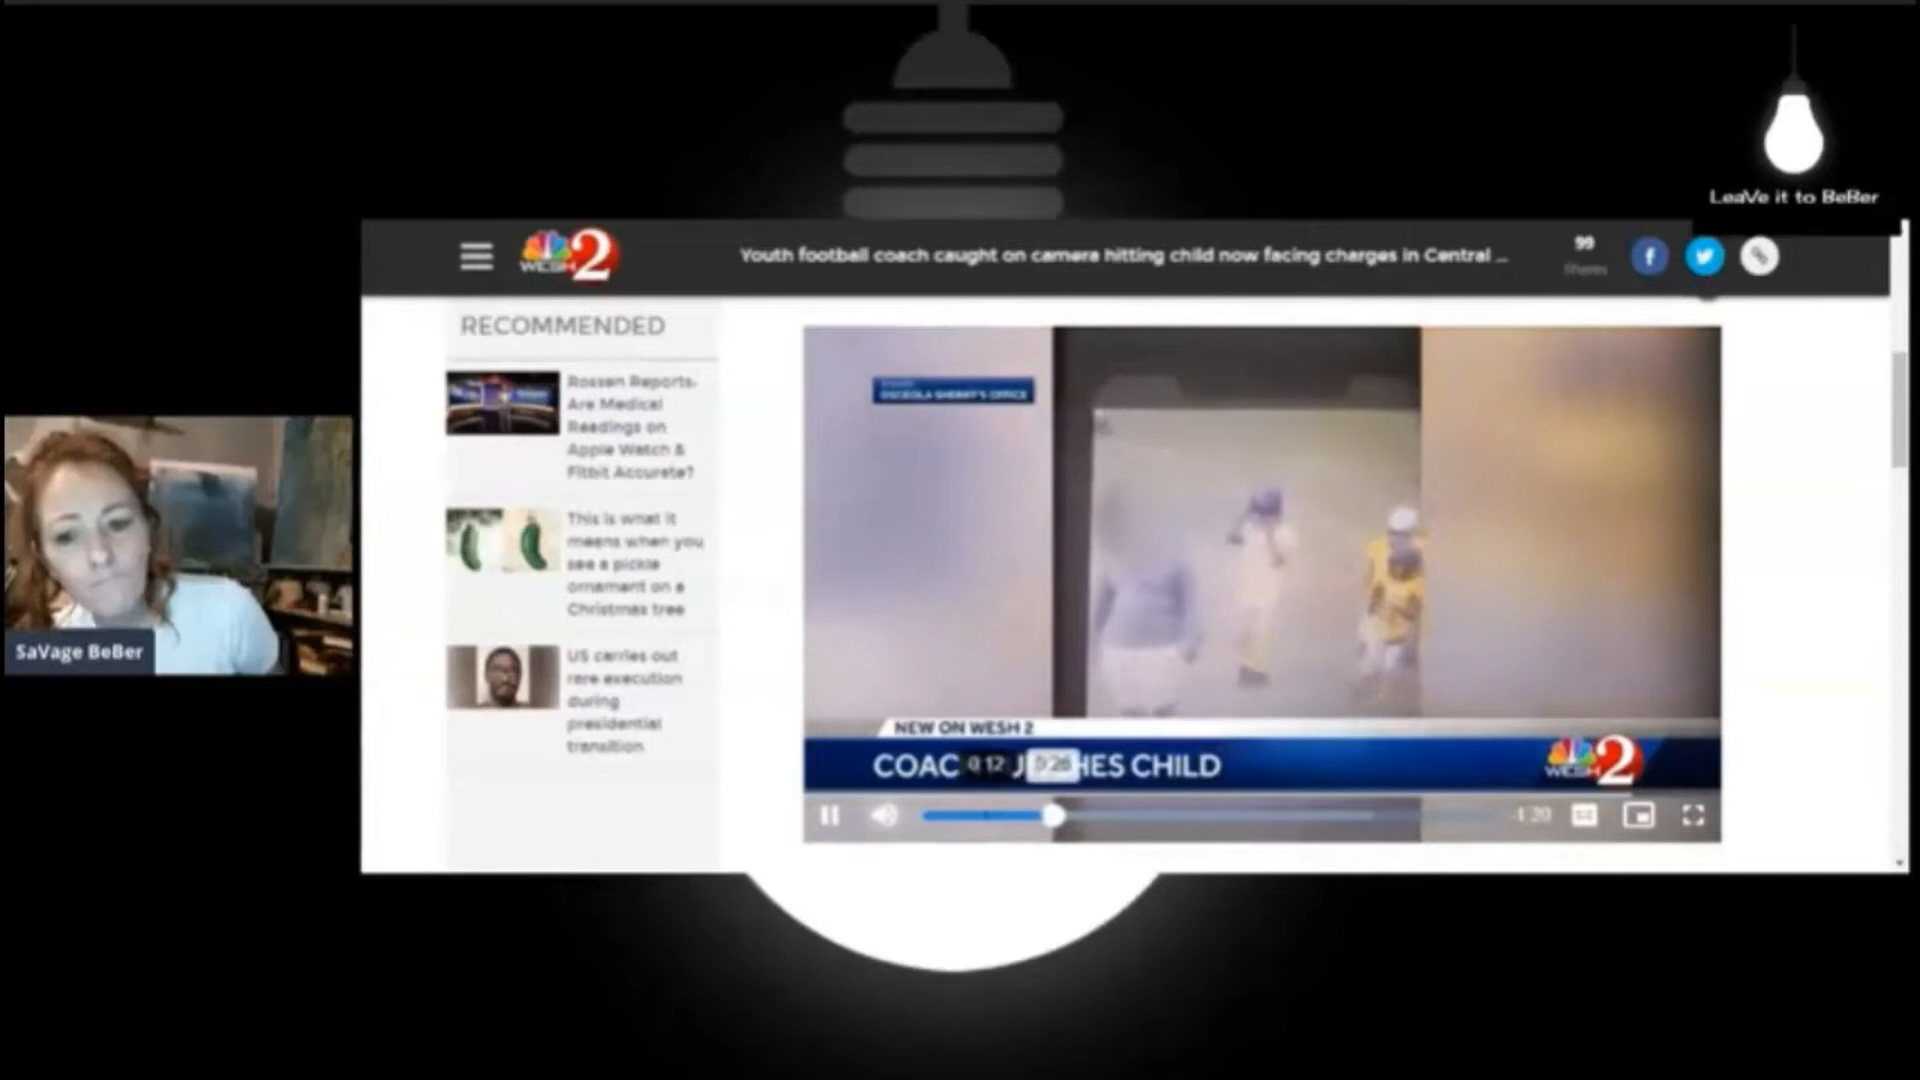 LeaVe it to BeBer
WESH 2
Youth football coach caught on camera hitting child now facing charges in Central ...
99
Shares
RECOMMENDED
Rossen Reports:
Are Medical
Readings on
Apple Watch &
Fitbit Accurate?
This is what it
means when you
see a pickle
ornament on a
Christmas tree
US carries out
rare execution
during
presidential
transition
OSCEOLA SHERIFF'S OFFICE
SaVage BeBer
NEW ON WESH 2
COAC HES CHILD
0:12
0:26
WESH 2
-1:20